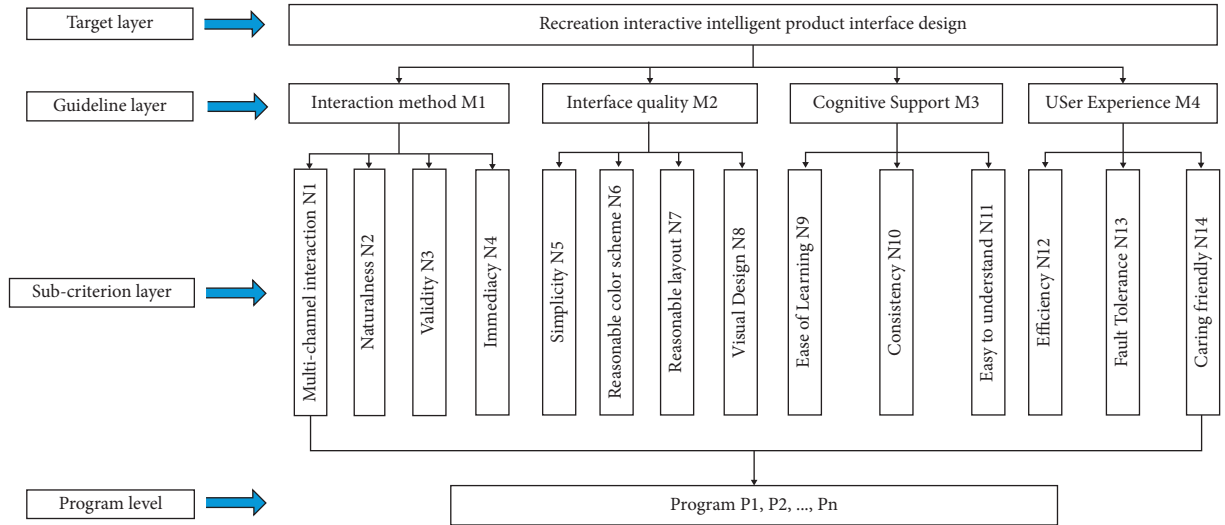 Target layer
Recreation interactive intelligent product interface design
Guideline layer
Interaction method M1
Interface quality M2
Cognitive Support M3
USer Experience M4
Sub-criterion layer
Multi-channel interaction N1
Naturalness N2
Validity N3
Immediacy N4
Simplicity N5
Reasonable color scheme N6
Reasonable layout N7
Visual Design N8
Ease of Learning N9
Consistency N10
Easy to understand N11
Efficiency N12
Fault Tolerance N13
Caring friendly N14
Program level
Program P1, P2, ..., Pn